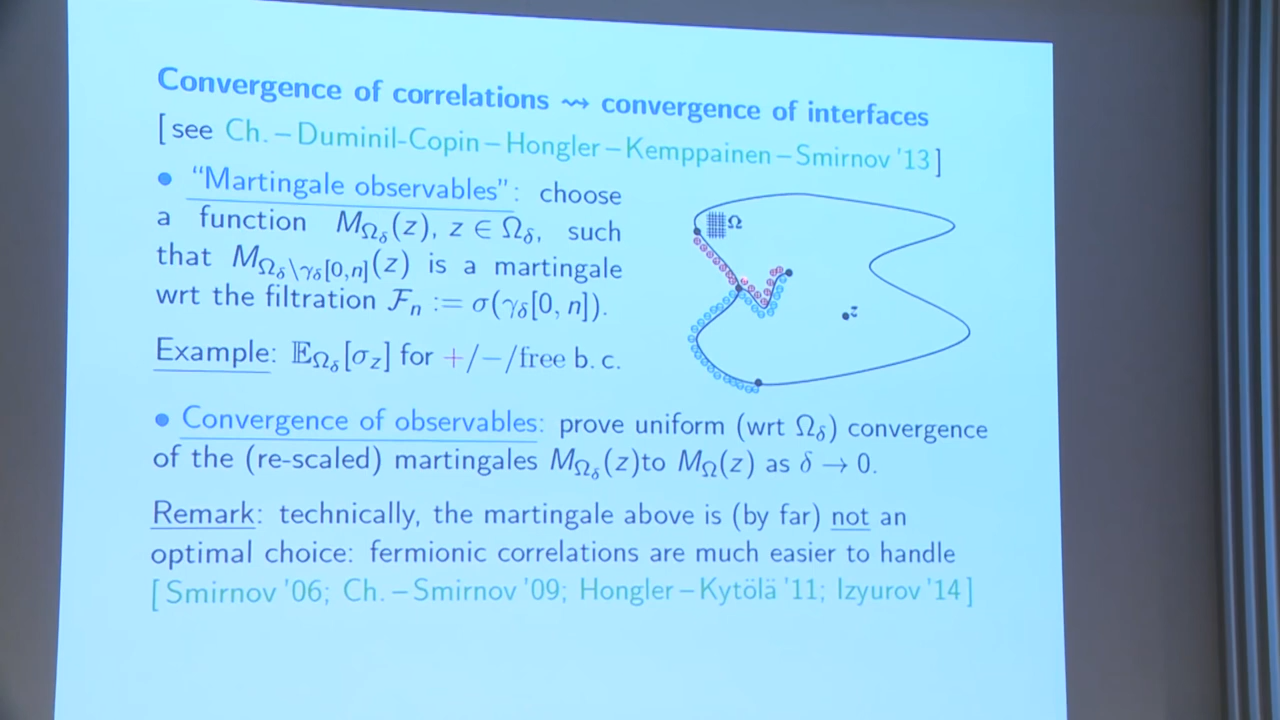 Convergence of correlations ⇝ convergence of interfaces
[see Ch. – Duminil-Copin – Hongler – Kemppainen – Smirnov '13]
• “Martingale observables”: choose
a function M_{Ω_δ}(z), z ∈ Ω_δ, such
that M_{Ω_δ∖γ_δ[0,n]}(z) is a martingale
wrt the filtration ℱ_n := σ(γ_δ[0, n]).
Example: 𝔼_{Ω_δ}[σ_z] for +/−/free b. c.
Ω
z
• Convergence of observables: prove uniform (wrt Ω_δ) convergence
of the (re-scaled) martingales M_{Ω_δ}(z)to M_Ω(z) as δ → 0.
Remark: technically, the martingale above is (by far) not an
optimal choice: fermionic correlations are much easier to handle
[Smirnov '06; Ch. – Smirnov '09; Hongler – Kytölä '11; Izyurov '14]